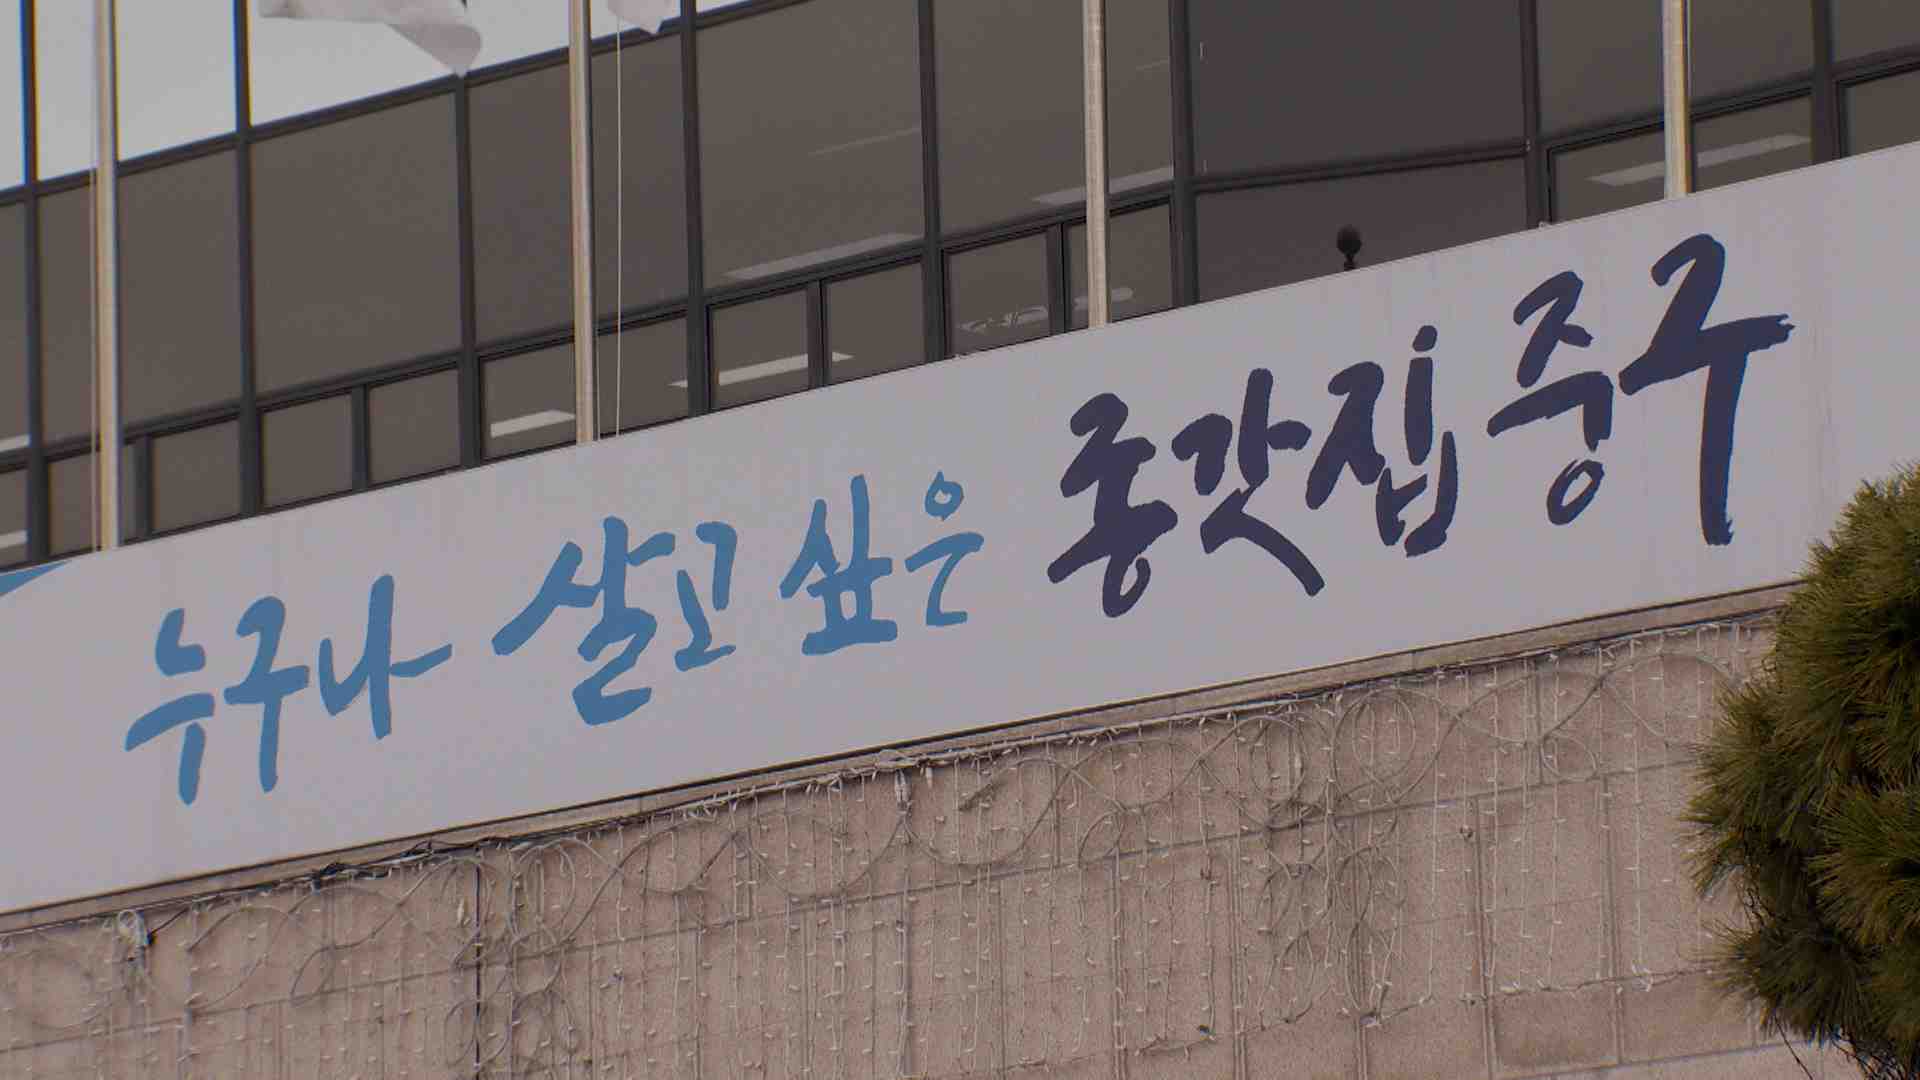 누구나 살고 싶은 종갓집 중구